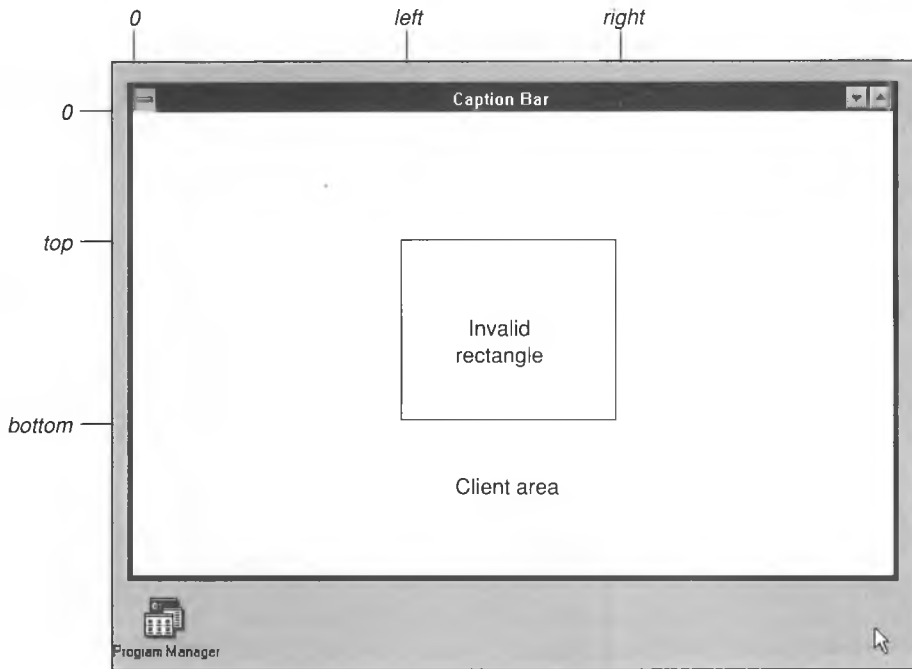 0
left
right
Caption Bar
0
top
Invalid
rectangle
bottom
Client area
Program Manager